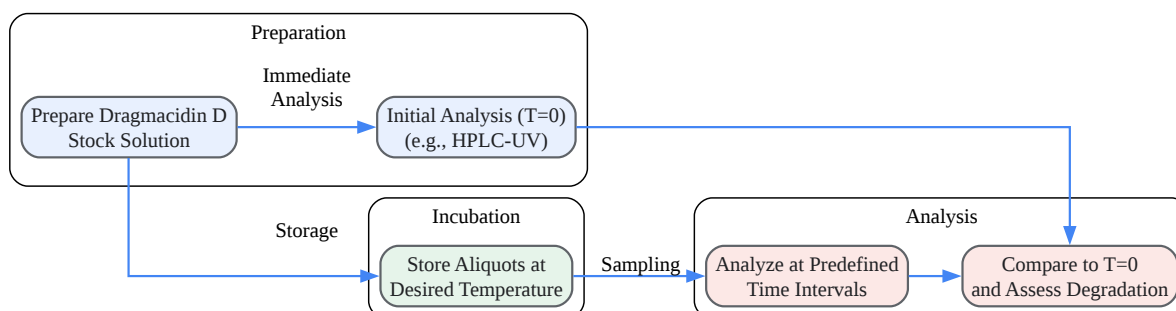 Preparation
Immediate
Analysis
Prepare Dragmacidin D
Stock Solution
Initial Analysis (T=0)
(e.g., HPLC-UV)
Storage
Incubation
Store Aliquots at
Desired Temperature
Sampling
Analysis
Analyze at Predefined
Time Intervals
Compare to T=0
and Assess Degradation